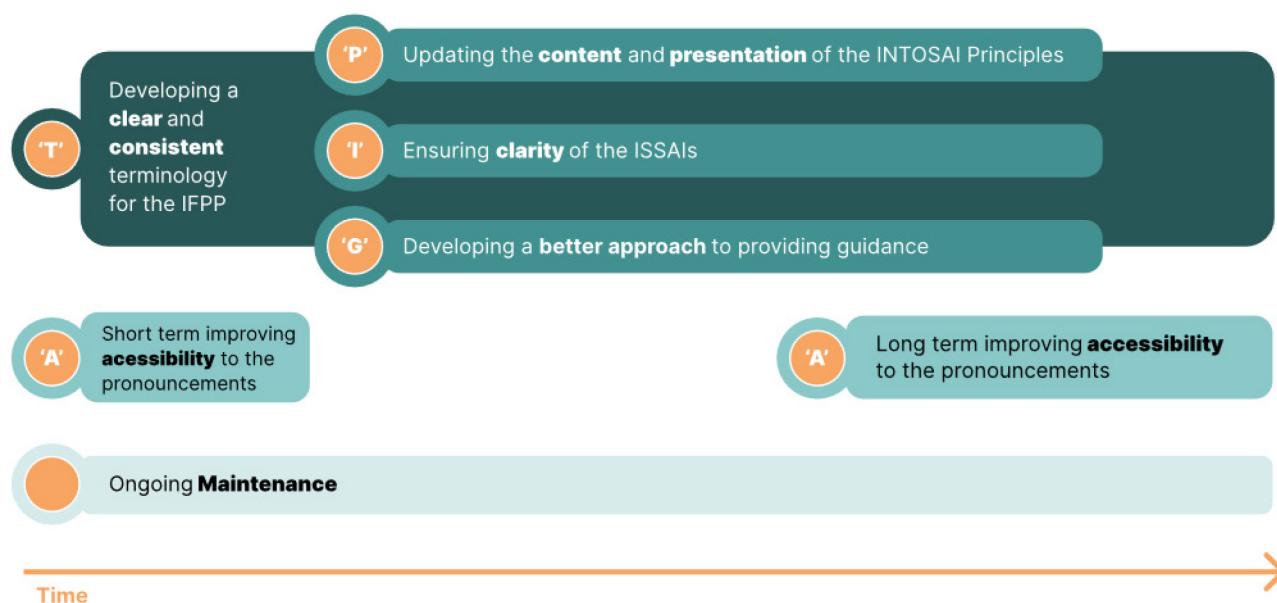 ‘P’
Updating the content and presentation of the INTOSAI Principles
‘T’
Developing a
clear and
consistent
terminology
for the IFPP
‘I’
Ensuring clarity of the ISSAIs
‘G’
Developing a better approach to providing guidance
‘A’
Short term improving
acessibility to the
pronouncements
‘A’
Long term improving accessibility
to the pronouncements
Ongoing Maintenance
Time